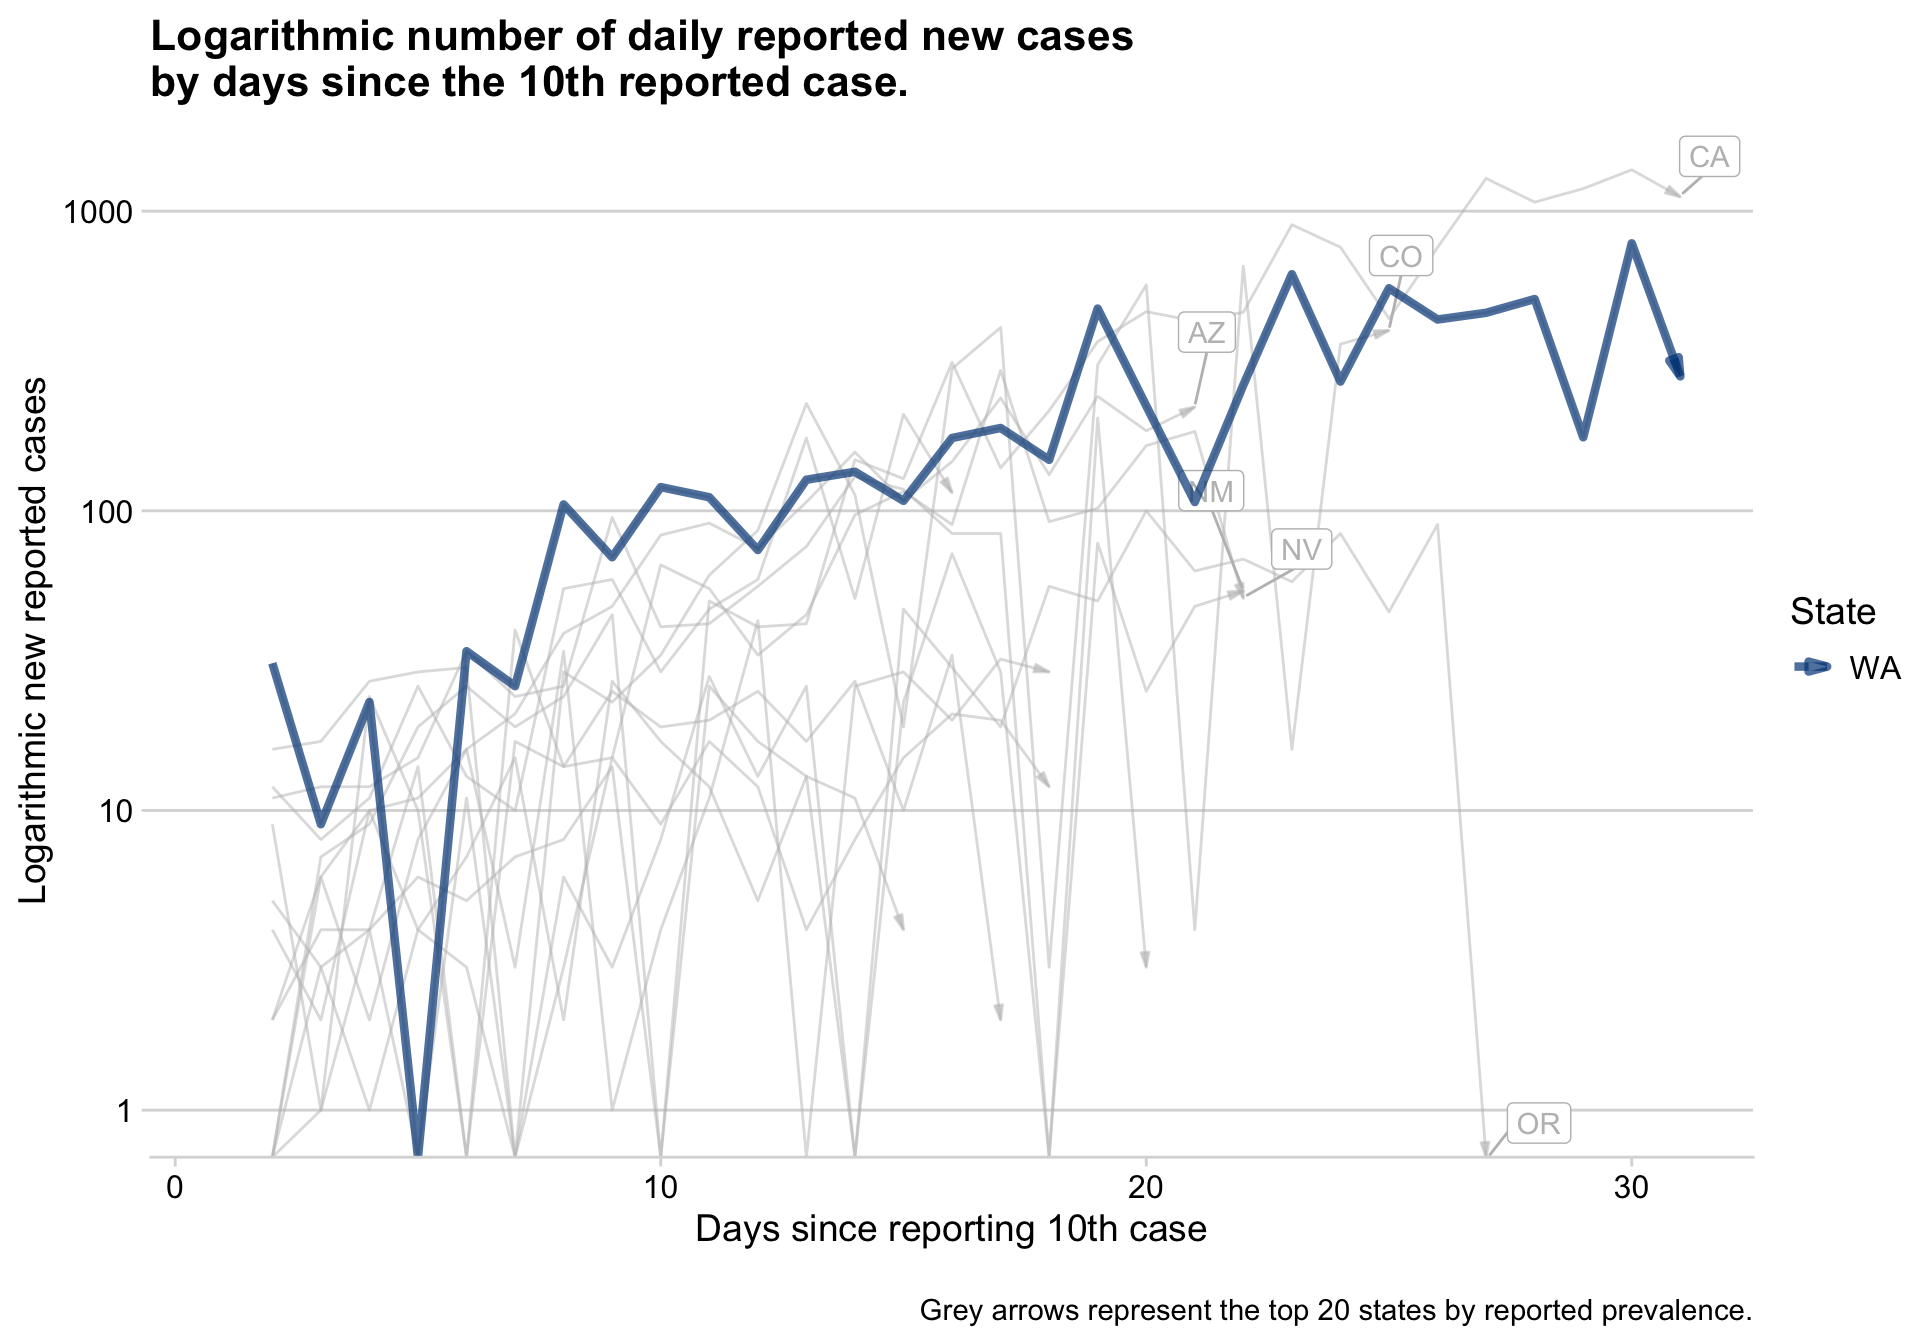 Logarithmic number of daily reported new cases
by days since the 10th reported case.
CA
1000
CO
AZ
NM
100
NV
Logarithmic new reported cases
State
WA
10
1
OR
0 10 20 30
Days since reporting 10th case
Grey arrows represent the top 20 states by reported prevalence.